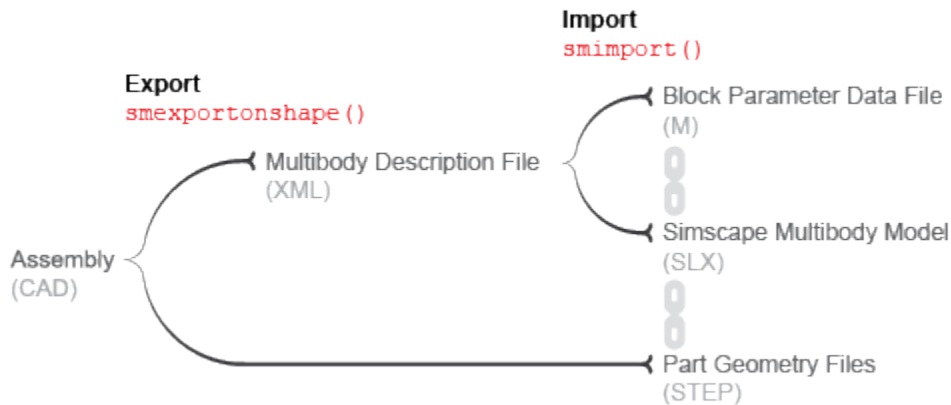 Import
smimport()
Export
smexportonshape()
Block Parameter Data File
(M)
Multibody Description File
(XML)
Simscape Multibody Model
(SLX)
Assembly
(CAD)
Part Geometry Files
(STEP)